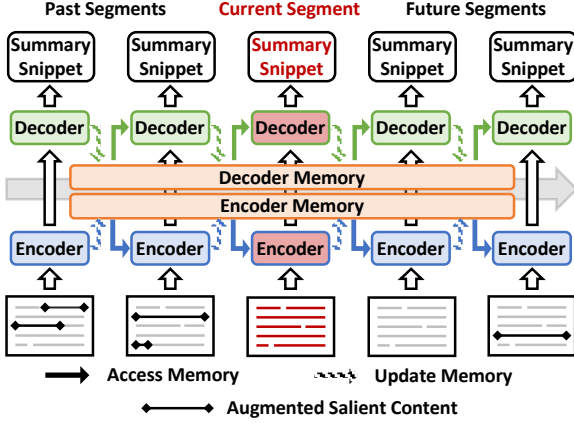 Past Segments
Current Segment
Future Segments
Summary Snippet
Summary Snippet
Summary Snippet
Summary Snippet
Summary Snippet
Decoder
Decoder
Decoder
Decoder
Decoder
Decoder Memory
Encoder Memory
Encoder
Encoder
Encoder
Encoder
Encoder
Access Memory
Update Memory
Augmented Salient Content